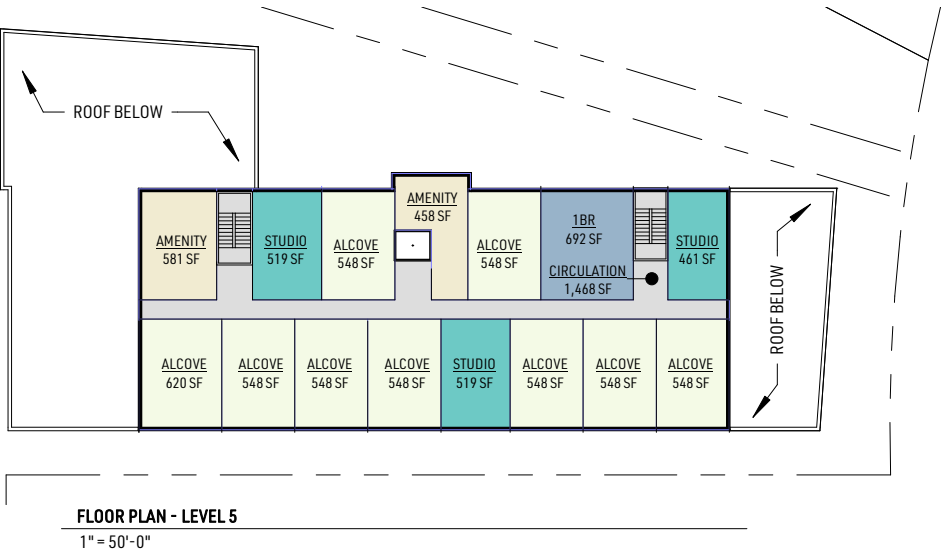 ROOF BELOW
AMENITY
581 SF
STUDIO
519 SF
ALCOVE
548 SF
AMENITY
458 SF
ALCOVE
548 SF
1BR
692 SF
CIRCULATION
1,468 SF
STUDIO
461 SF
ROOF BELOW
ALCOVE
620 SF
ALCOVE
548 SF
ALCOVE
548 SF
ALCOVE
548 SF
STUDIO
519 SF
ALCOVE
548 SF
ALCOVE
548 SF
ALCOVE
548 SF
FLOOR PLAN - LEVEL 5
1" = 50'-0"